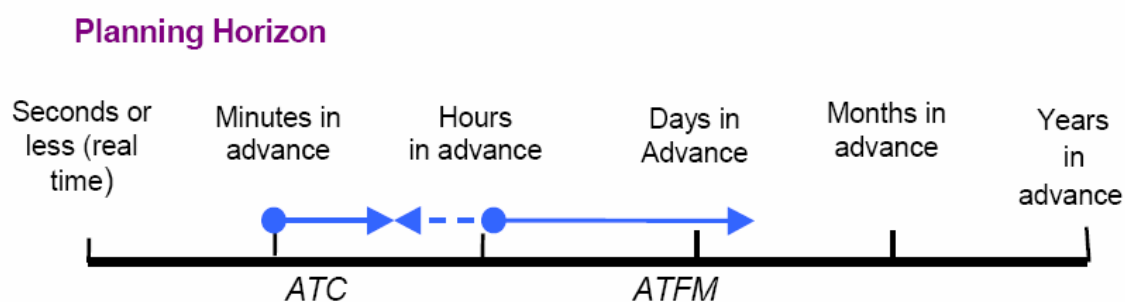 Planning Horizon
Seconds or
less (real
time)
Minutes in
advance
Hours
in advance
Days in
Advance
Months in
advance
Years
in
advance
ATC
ATFM